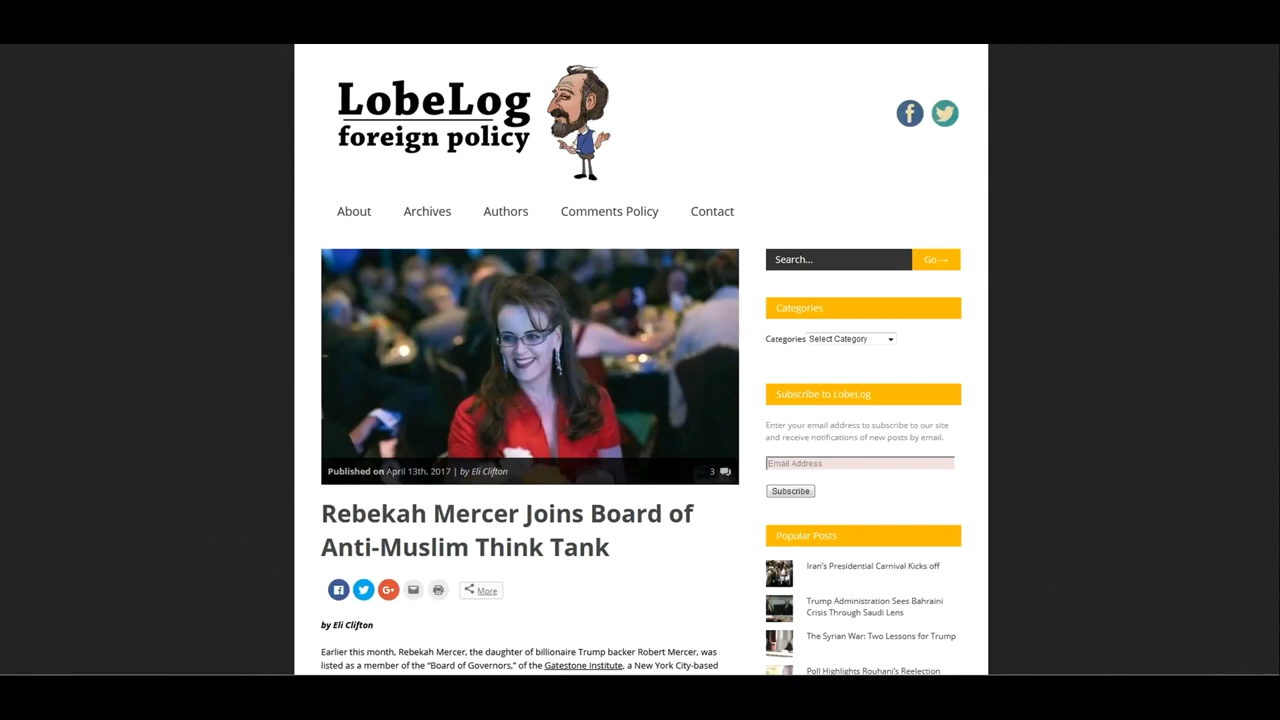 LobeLog
foreign policy
About
Archives
Authors
Comments Policy
Contact
Published on April 13th, 2017 | by Eli Clifton
3
Rebekah Mercer Joins Board of
Anti-Muslim Think Tank
More
by Eli Clifton
Earlier this month, Rebekah Mercer, the daughter of billionaire Trump backer Robert Mercer, was
listed as a member of the “Board of Governors,” of the Gatestone Institute, a New York City-based
Search...
Go →
Categories
Categories Select Category
Subscribe to LobeLog
Enter your email address to subscribe to our site
and receive notifications of new posts by email.
Email Address
Subscribe
Popular Posts
Iran's Presidential Carnival Kicks off
Trump Administration Sees Bahraini
Crisis Through Saudi Lens
The Syrian War: Two Lessons for Trump
Poll Highlights Rouhani's Reelection